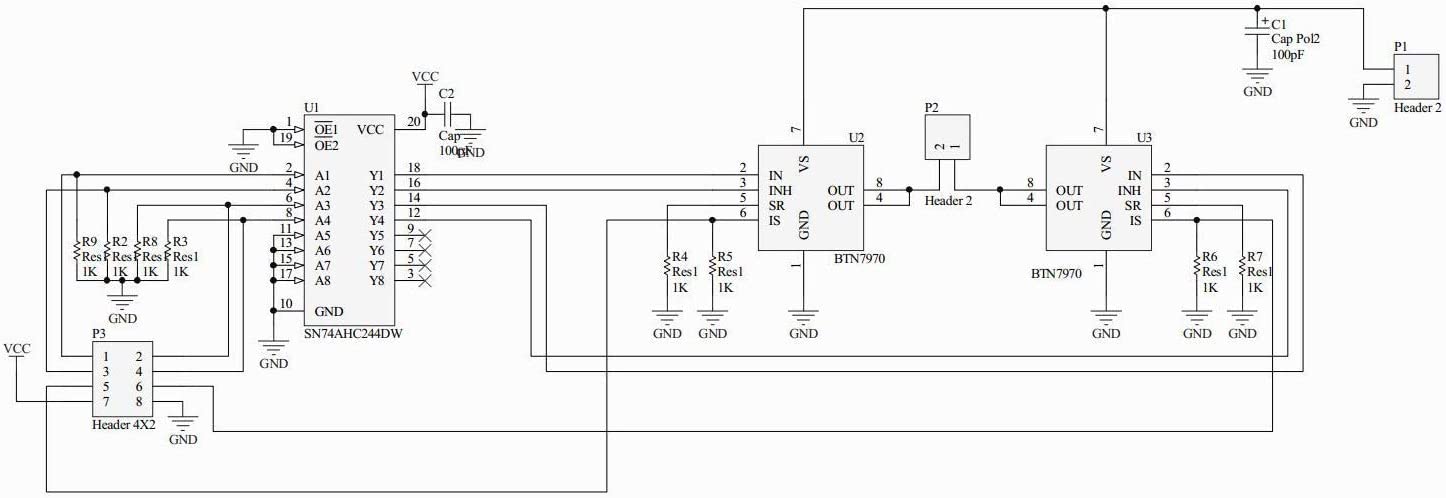 C1
Cap Pol2
100pF
GND
P1
1
2
Header 2
GND
VCC
C2
Cap
100pF
GND
U1
1
19
OE1
OE2
VCC
20
GND
2
4
6
8
11
13
15
17
10
A1
A2
A3
A4
A5
A6
A7
A8
GND
Y1
Y2
Y3
Y4
Y5
Y6
Y7
Y8
18
16
14
12
9
7
5
3
SN74AHC244DW
GND
R9
Res1
1K
R2
Res1
1K
R8
Res1
1K
R3
Res1
1K
GND
P3
VCC
1
2
3
4
5
6
7
8
Header 4X2
GND
7
U2
VS
2
3
5
6
IN
INH
SR
IS
OUT
OUT
8
4
GND
1
BTN7970
GND
R4
Res1
1K
GND
R5
Res1
1K
GND
P2
2
1
Header 2
7
U3
VS
8
4
OUT
OUT
IN
INH
SR
IS
2
3
5
6
GND
1
BTN7970
GND
R6
Res1
1K
GND
R7
Res1
1K
GND